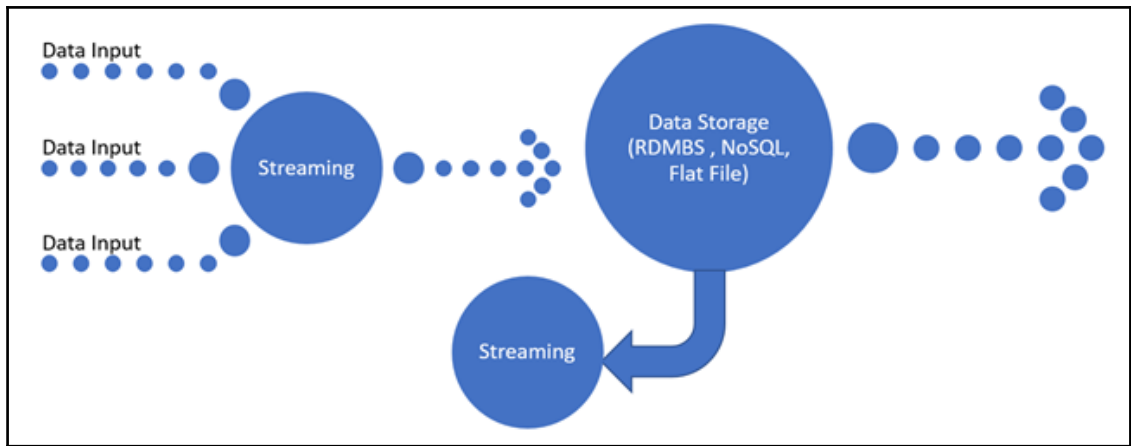 Data Input
Data Input
Data Input
Streaming
Data Storage
(RDMBS , NoSQL,
Flat File)
Streaming